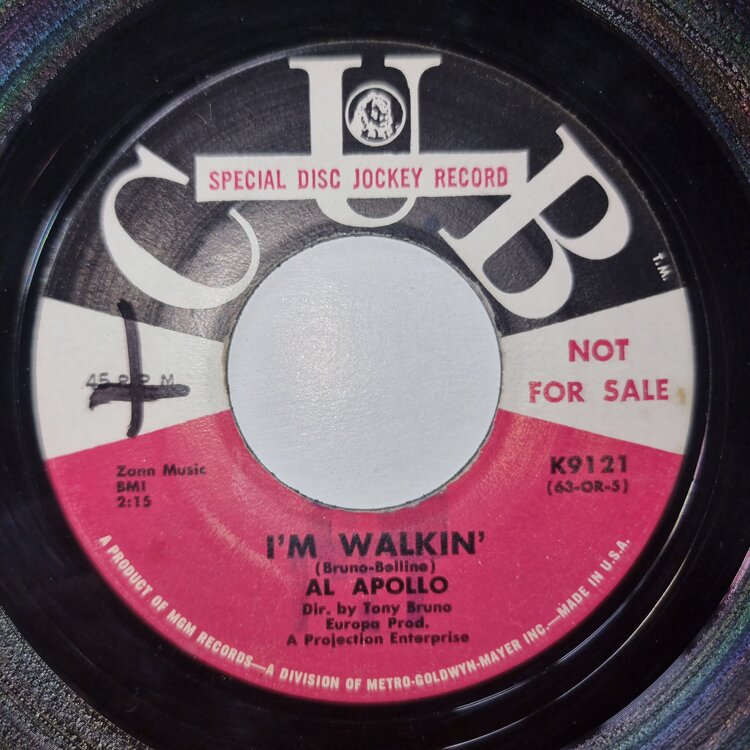 CUB
SPECIAL DISC JOCKEY RECORD
T.M.
NOT
FOR SALE
45 R.P.M.
Zann Music
BMI
2:15
K9121
(63-OR-5)
I'M WALKIN'
(Bruno-Belline)
AL APOLLO
Dir. by Tony Bruno
Europa Prod.
A Projection Enterprise
A PRODUCT OF MGM RECORDS—A DIVISION OF METRO-GOLDWYN-MAYER INC.—MADE IN U.S.A.